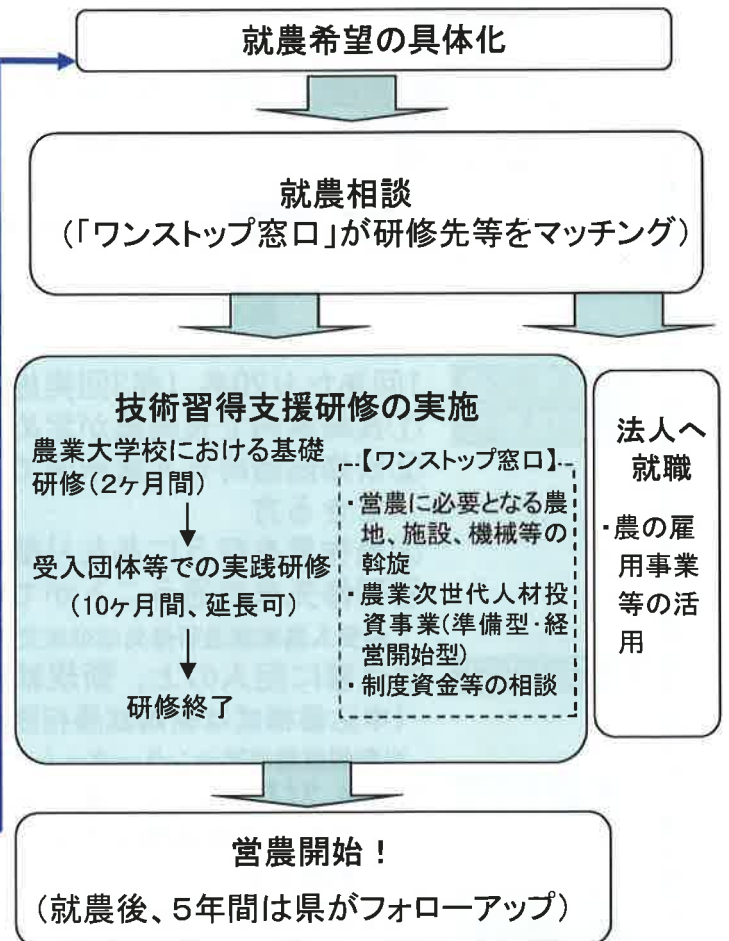 就農希望の具体化
就農相談
(「ワンストップ窓口」が研修先等をマッチング)
技術習得支援研修の実施
農業大学校における基礎
研修(2ヶ月間)
受入団体等での実践研修
(10ヶ月間、延長可)
研修終了
【ワンストップ窓口】
・営農に必要となる農
地、施設、機械等の
斡旋
・農業次世代人材投
資事業(準備型・経
営開始型)
・制度資金等の相談
法人へ
就職
・農の雇
用事業
等の活
用
営農開始！
(就農後、5年間は県がフォローアップ)